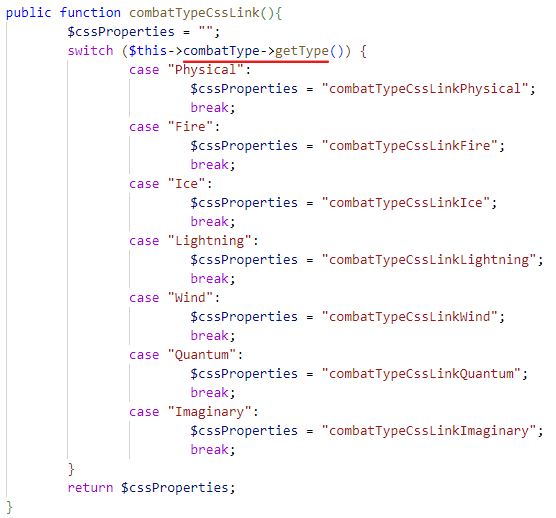 public function combatTypeCssLink(){
$cssProperties = "";
switch ($this->combatType->getType()) {
case "Physical":
$cssProperties = "combatTypeCssLinkPhysical";
break;
case "Fire":
$cssProperties = "combatTypeCssLinkFire";
break;
case "Ice":
$cssProperties = "combatTypeCssLinkIce";
break;
case "Lightning":
$cssProperties = "combatTypeCssLinkLightning";
break;
case "Wind":
$cssProperties = "combatTypeCssLinkWind";
break;
case "Quantum":
$cssProperties = "combatTypeCssLinkQuantum";
break;
case "Imaginary":
$cssProperties = "combatTypeCssLinkImaginary";
break;
}
return $cssProperties;
}